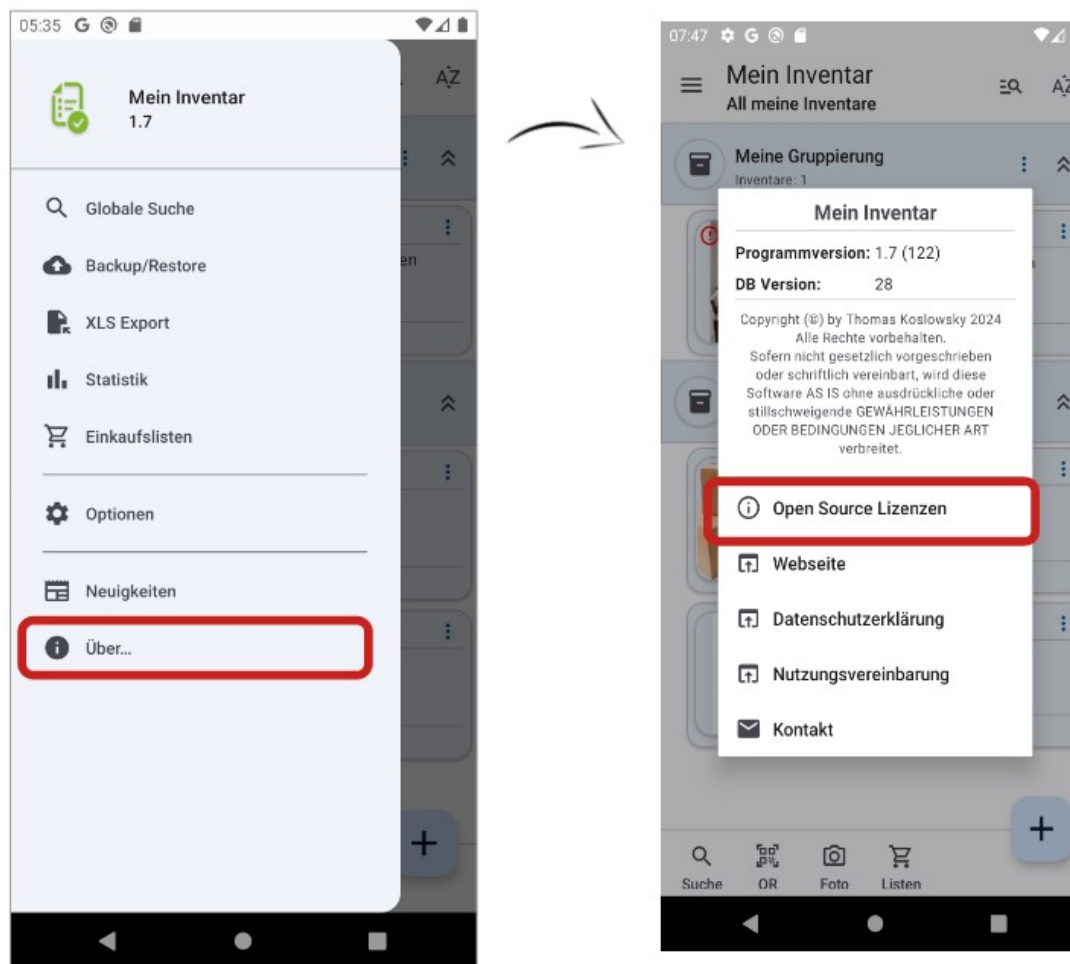 05:35 G
Mein Inventar
1.7
Globale Suche
Backup/Restore
XLS Export
Statistik
Einkaufslisten
Optionen
Neuigkeiten
Über...
AZ
en
+
07:47 G
Mein Inventar
All meine Inventare
AZ
Meine Gruppierung
Inventare: 1
Mein Inventar
Programmversion: 1.7 (122)
DB Version: 28
Copyright (©) by Thomas Koslowsky 2024
Alle Rechte vorbehalten.
Sofern nicht gesetzlich vorgeschrieben
oder schriftlich vereinbart, wird diese
Software AS IS ohne ausdrückliche oder
stillschweigende GEWÄHRLEISTUNGEN
ODER BEDINGUNGEN JEGLICHER ART
verbreitet.
Open Source Lizenzen
Webseite
Datenschutzerklärung
Nutzungsvereinbarung
Kontakt
+
Suche QR Foto Listen